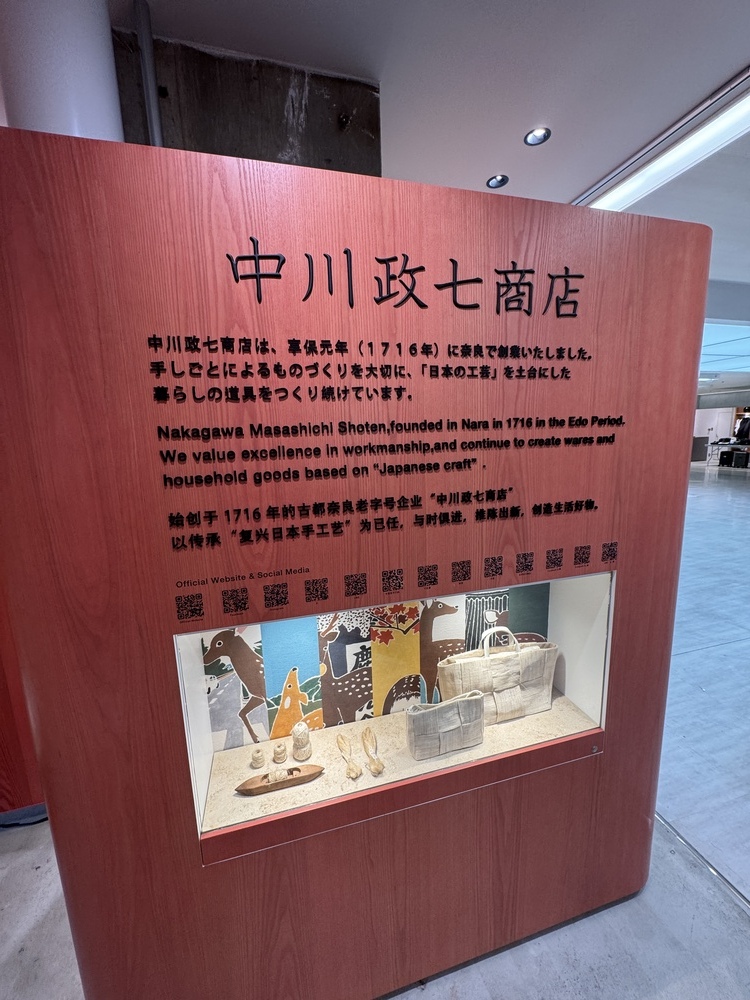 中川政七商店
中川政七商店は、享保元年（１７１６年）に奈良で創業いたしました。
手しごとによるものづくりを大切に、「日本の工芸」を土台にした
暮らしの道具をつくり続けています。
Nakagawa Masashichi Shoten,founded in Nara in 1716 in the Edo Period.
We value excellence in workmanship,and continue to create wares and
household goods based on “Japanese craft” .
始创于 1716 年的古都奈良老字号企业“中川政七商店”
以传承“复兴日本手工艺”为已任，与时俱进，推陈出新，创造生活好物。
Official Website & Social Media
鹿